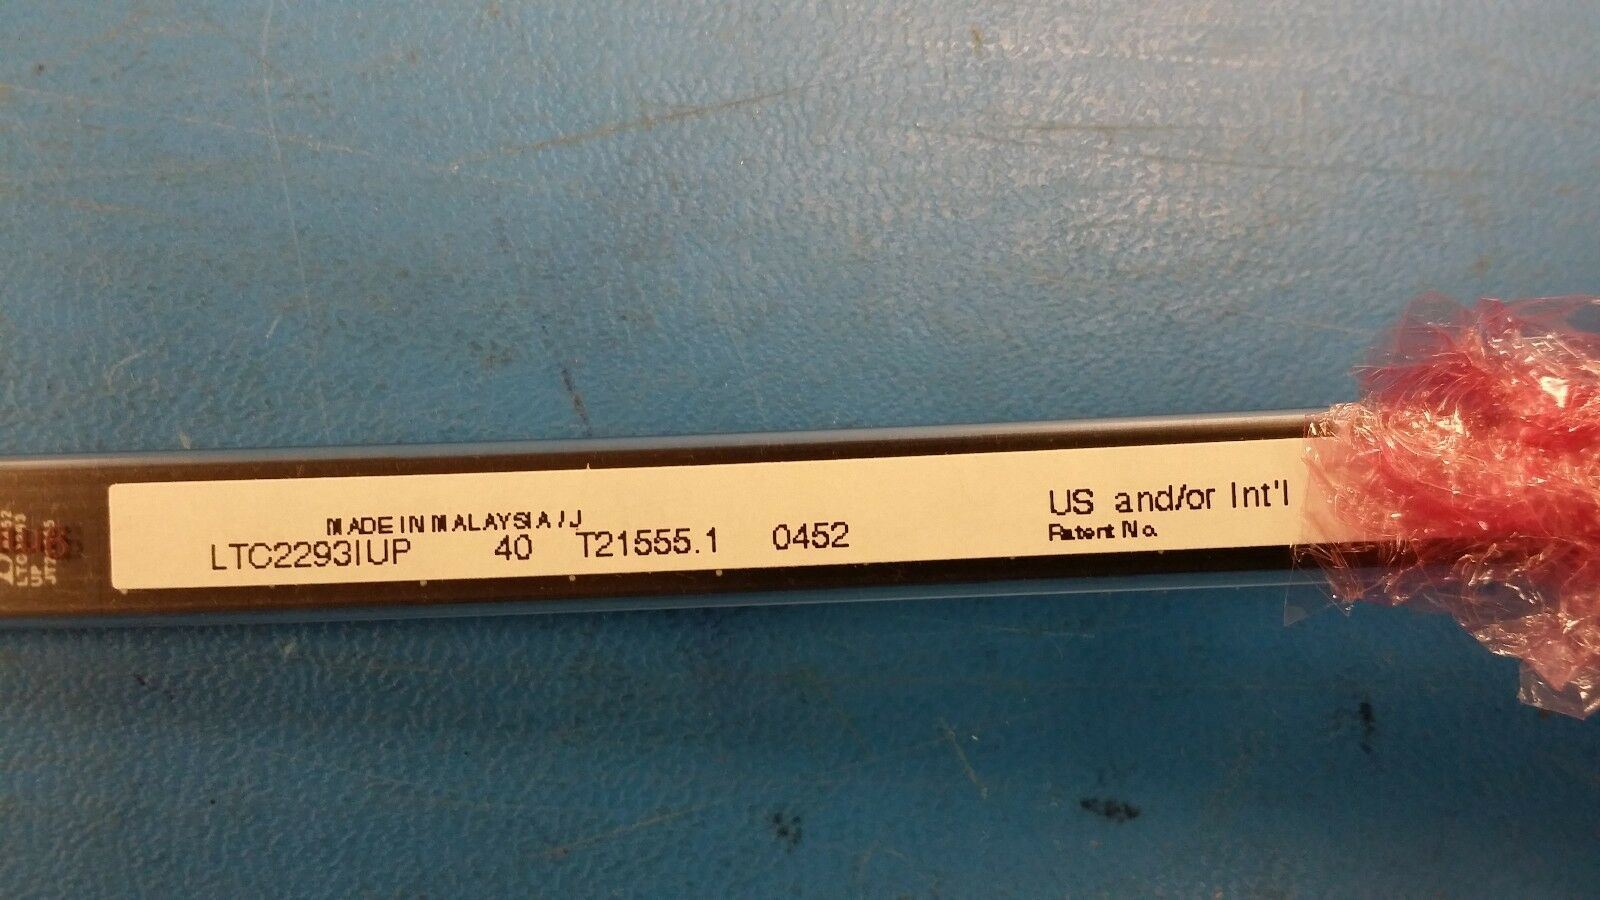 MADE IN MALAYSIA / J
LTC2293IUP 40 T21555.1 0452
US and/or Int'l
Patent No.